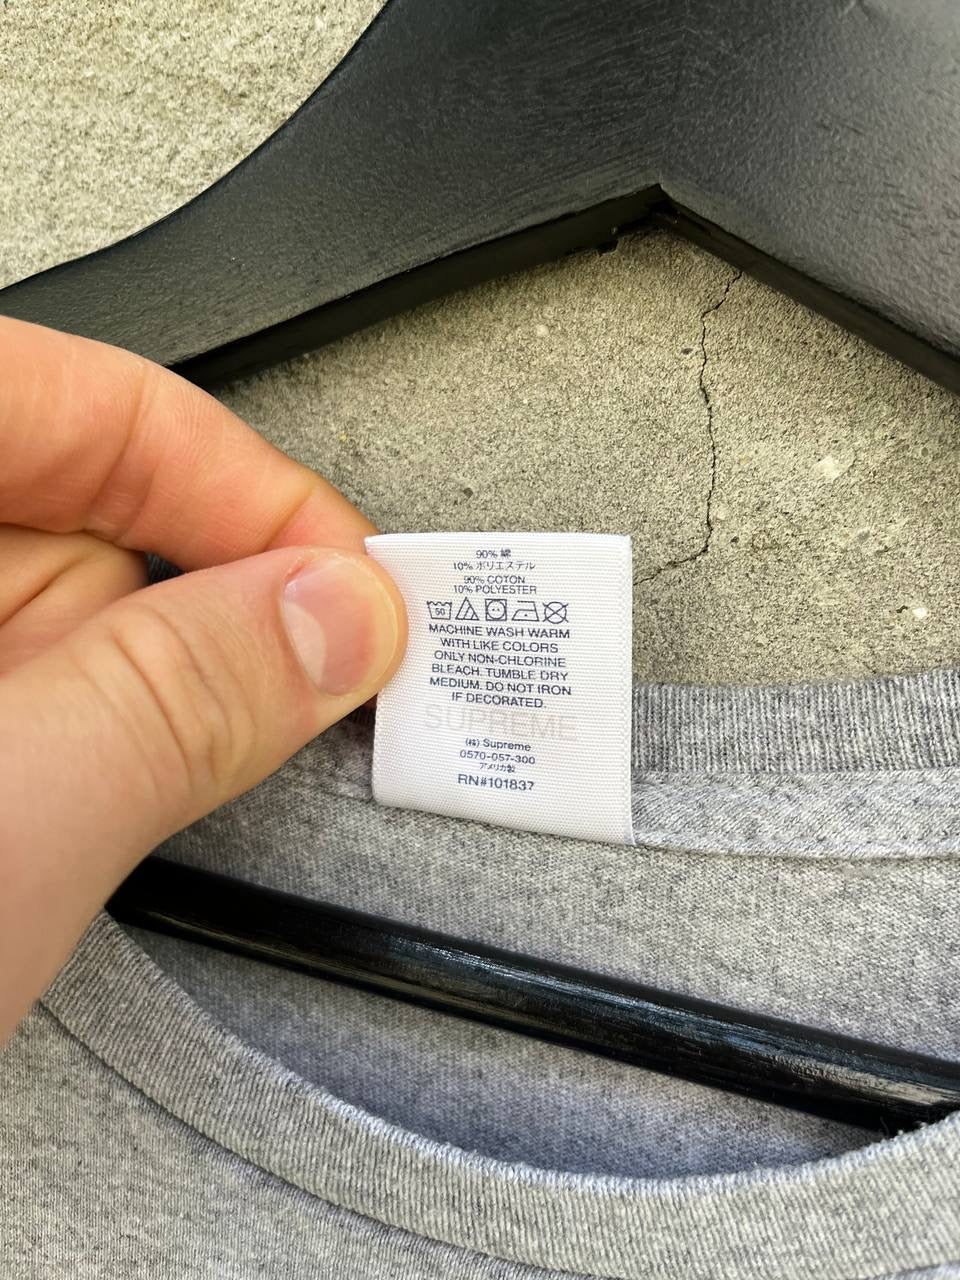 90% 綿
10% ポリエステル
90% COTON
10% POLYESTER
50
MACHINE WASH WARM
WITH LIKE COLORS
ONLY NON-CHLORINE
BLEACH. TUMBLE DRY
MEDIUM. DO NOT IRON
IF DECORATED.
SUPREME
(株) Supreme
0570-057-300
アメリカ製
RN#101837